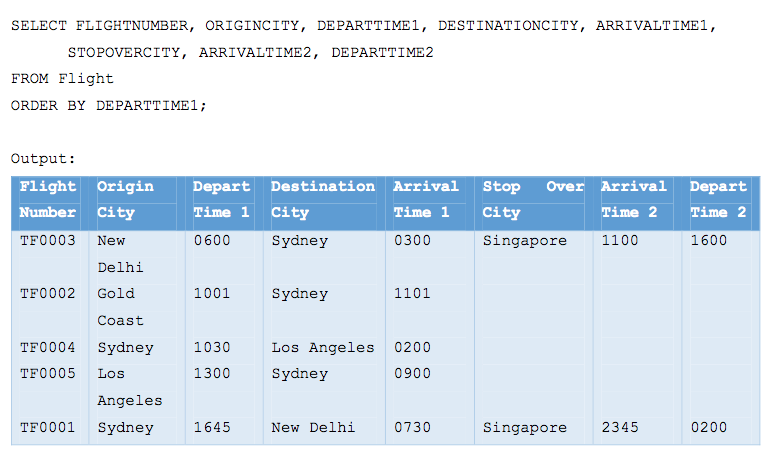 SELECT FLIGHTNUMBER, ORIGINCITY, DEPARTTIME1, DESTINATIONCITY, ARRIVALTIME1,
STOPOVERCITY, ARRIVALTIME2, DEPARTTIME2
FROM Flight
ORDER BY DEPARTTIME1;
Output:
Flight Origin Depart Destination Arrival Stop Over Arrival Depart
Number City Time 1 City Time 1 City Time 2 Time 2
TF0003 New 0600 Sydney 0300 Singapore 1100 1600
Delhi
TF0002 Gold 1001 Sydney 1101
Coast
TF0004 Sydney 1030 Los Angeles 0200
TF0005 Los 1300 Sydney 0900
Angeles
TF0001 Sydney 1645 New Delhi 0730 Singapore 2345 0200